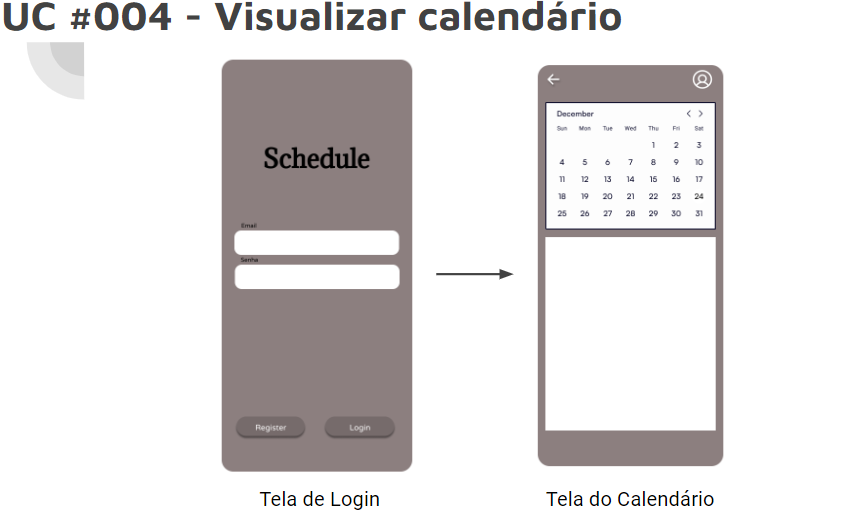 UC #004 - Visualizar calendário
Schedule
Email
Senha
Register Login
Tela de Login
December
Sun Mon Tue Wed Thu Fri Sat
1 2 3
4 5 6 7 8 9 10
11 12 13 14 15 16 17
18 19 20 21 22 23 24
25 26 27 28 29 30 31
Tela do Calendário